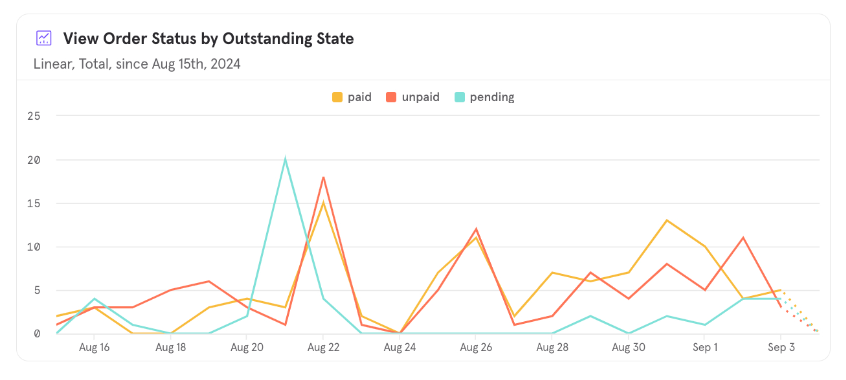 View Order Status by Outstanding State
Linear, Total, since Aug 15th, 2024
paid unpaid pending
25
20
15
10
5
0
Aug 16 Aug 18 Aug 20 Aug 22 Aug 24 Aug 26 Aug 28 Aug 30 Sep 1 Sep 3